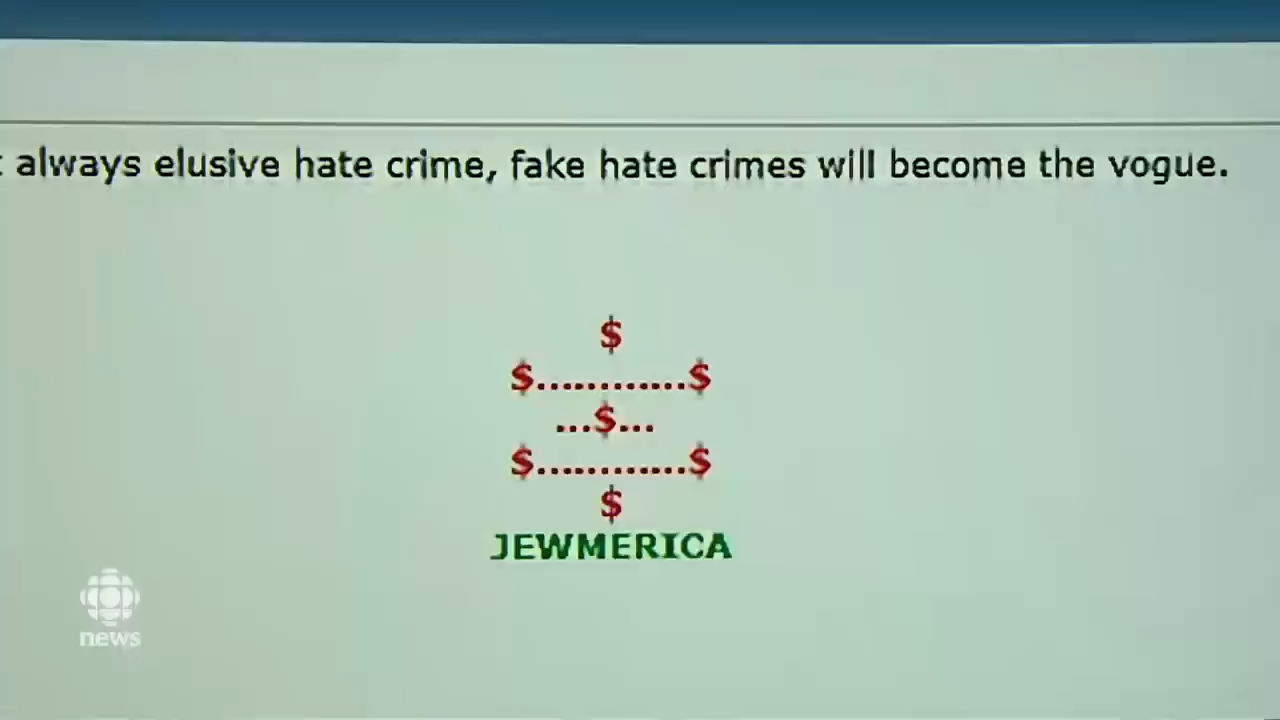 always elusive hate crime, fake hate crimes will become the vogue.
$
$............$
...$...
$............$
$
JEWMERICA
news